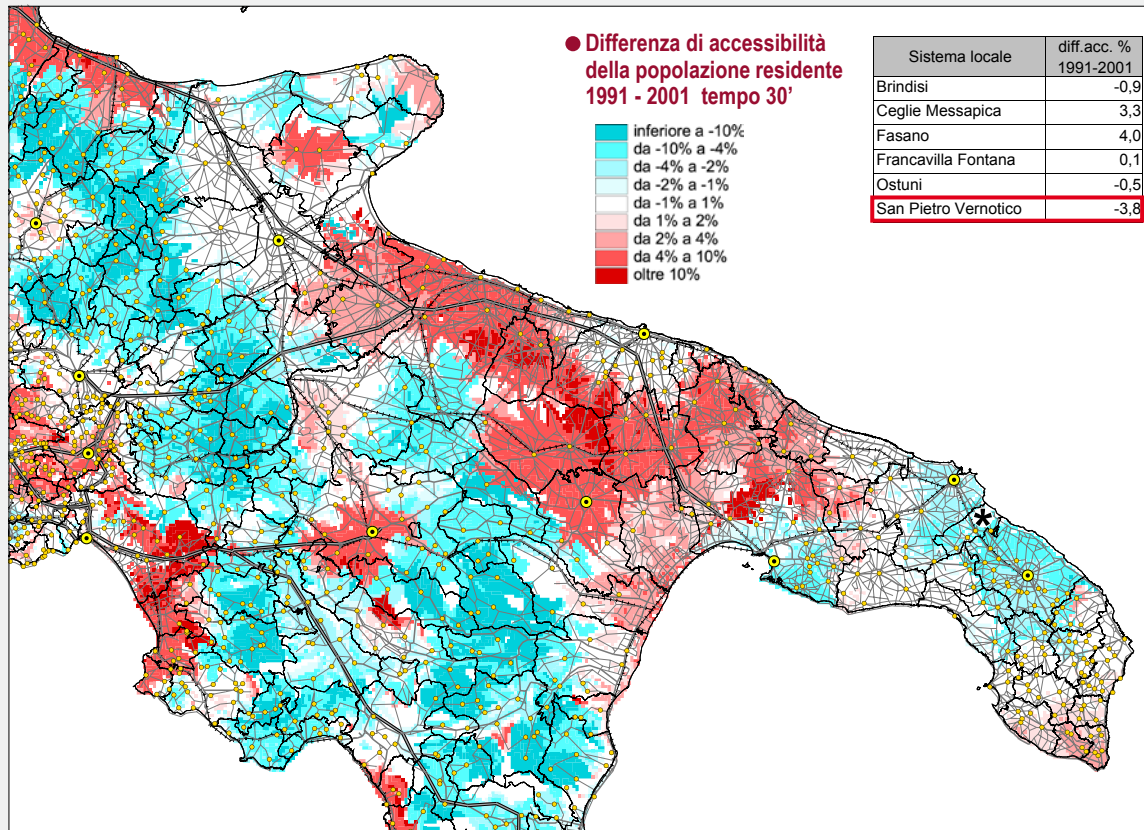 ● Differenza di accessibilità
della popolazione residente
1991 - 2001 tempo 30’
inferiore a -10%
da -10% a -4%
da -4% a -2%
da -2% a -1%
da -1% a 1%
da 1% a 2%
da 2% a 4%
da 4% a 10%
oltre 10%
Sistema locale diff.acc. %
1991-2001
Brindisi -0,9
Ceglie Messapica 3,3
Fasano 4,0
Francavilla Fontana 0,1
Ostuni -0,5
San Pietro Vernotico -3,8
*